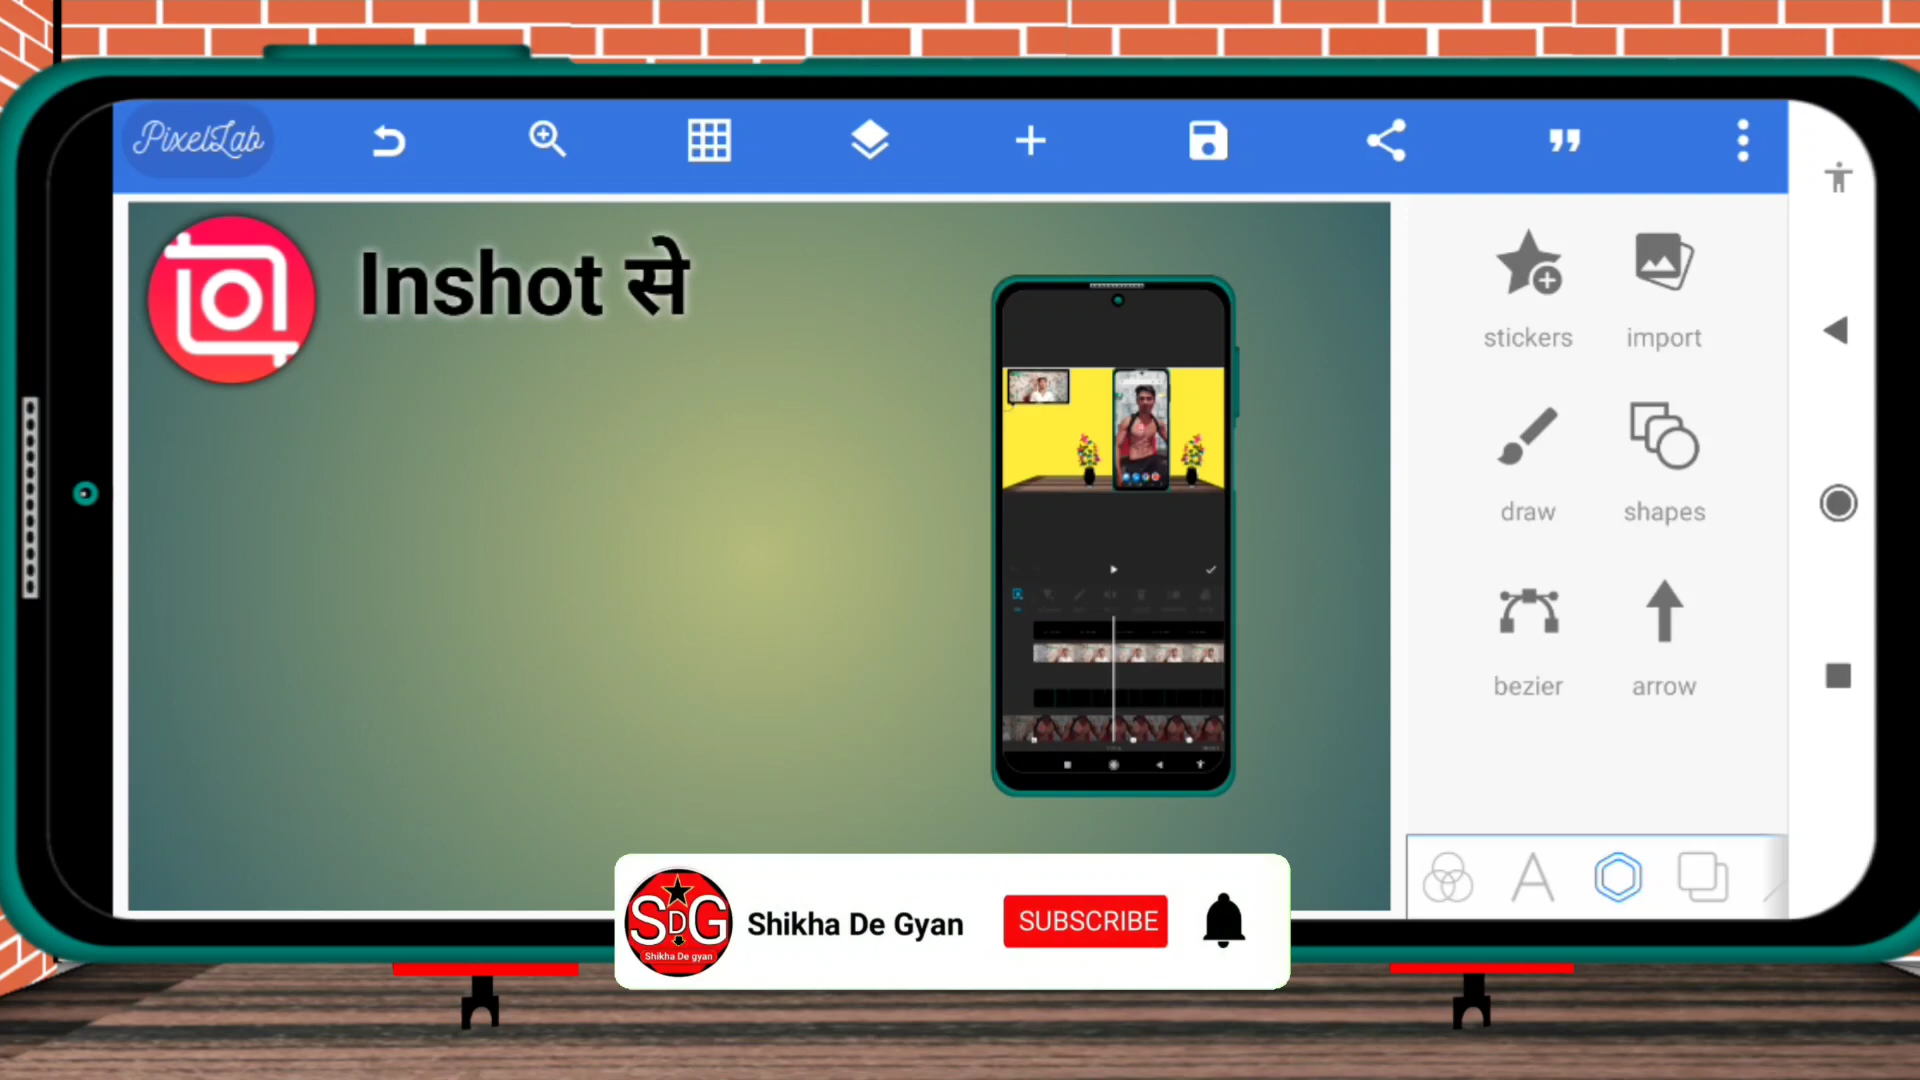 PixelLab
Inshot से
stickers
import
draw
shapes
bezier
arrow
SDG
Shikha De gyan
Shikha De Gyan
SUBSCRIBE